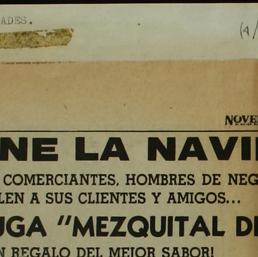 ADES.
(4/
NOVE
NE LA NAVI
COMERCIANTES, HOMBRES DE NEG
LEN A SUS CLIENTES Y AMIGOS...
UGA "MEZQUITAL D
N REGALO DEL MEJOR SABOR!